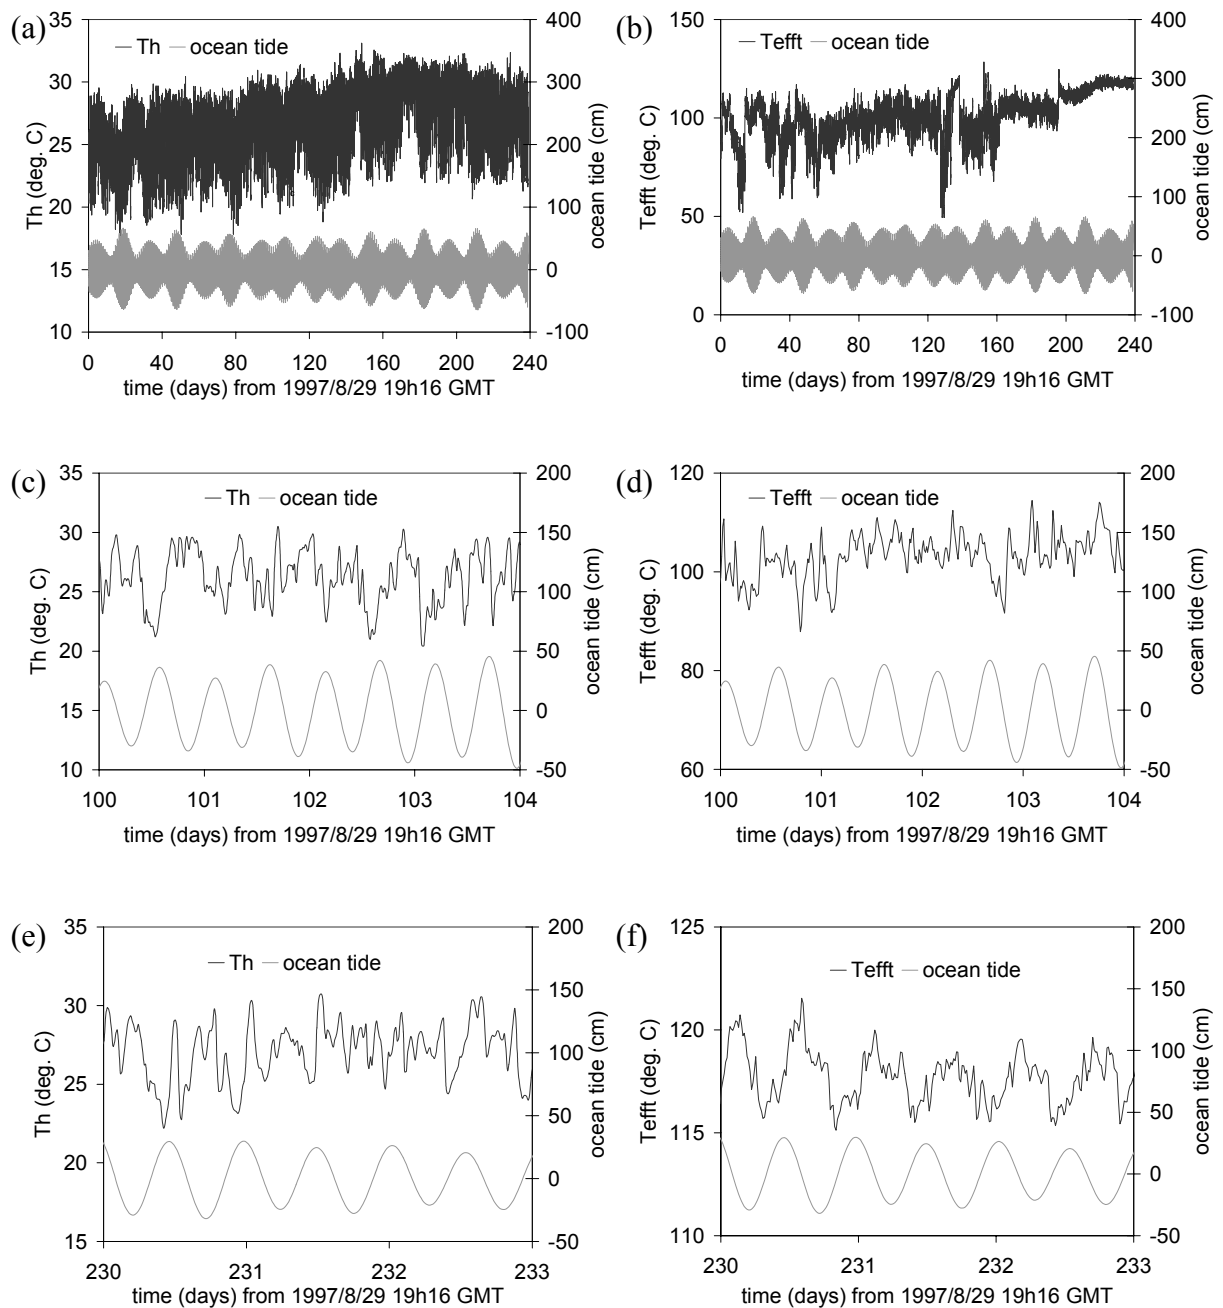 (a)
35
30
25
20
15
10
Th (deg. C)
Th ocean tide
400
300
200
100
0
-100
ocean tide (cm)
0 40 80 120 160 200 240
time (days) from 1997/8/29 19h16 GMT
(b)
150
100
50
0
Tefft (deg. C)
Tefft ocean tide
400
300
200
100
0
-100
ocean tide (cm)
0 40 80 120 160 200 240
time (days) from 1997/8/29 19h16 GMT
(c)
35
30
25
20
15
10
Th (deg. C)
Th ocean tide
200
150
100
50
0
-50
ocean tide (cm)
100 101 102 103 104
time (days) from 1997/8/29 19h16 GMT
(d)
120
100
80
60
Tefft (deg. C)
Tefft ocean tide
200
150
100
50
0
-50
ocean tide (cm)
100 101 102 103 104
time (days) from 1997/8/29 19h16 GMT
(e)
35
30
25
20
15
Th (deg. C)
Th ocean tide
200
150
100
50
0
-50
ocean tide (cm)
230 231 232 233
time (days) from 1997/8/29 19h16 GMT
(f)
125
120
115
110
Tefft (deg. C)
Tefft ocean tide
200
150
100
50
0
-50
ocean tide (cm)
230 231 232 233
time (days) from 1997/8/29 19h16 GMT